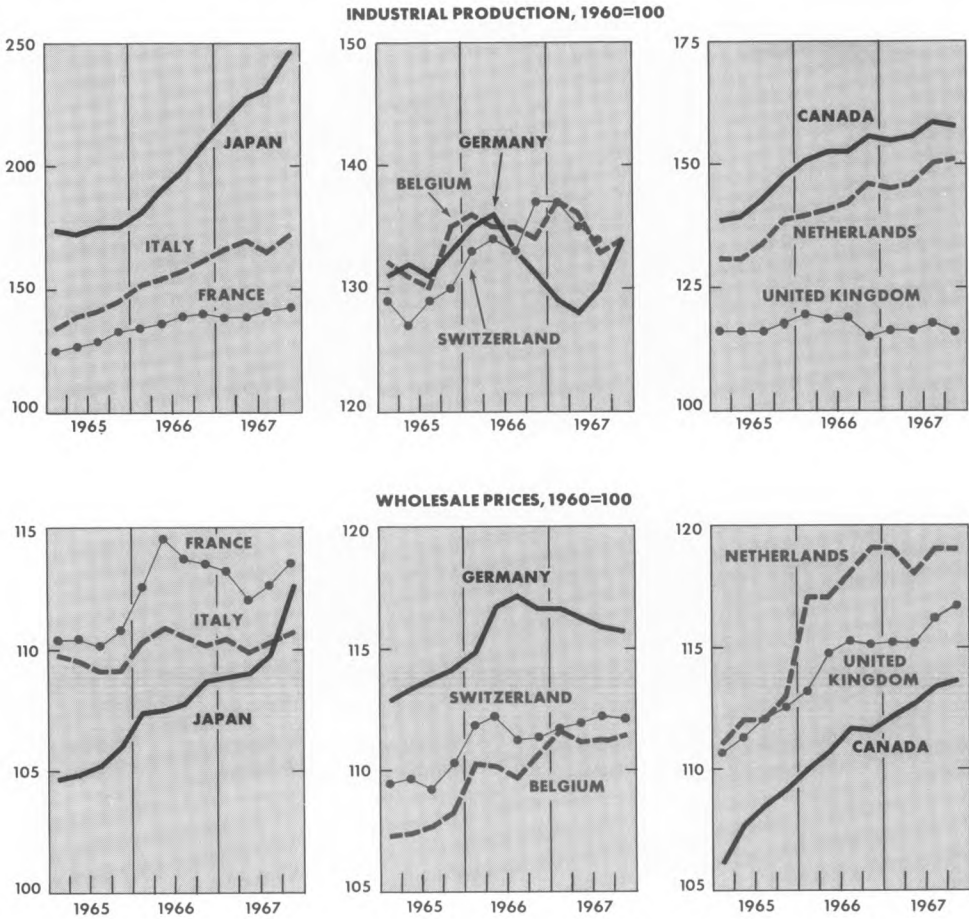 INDUSTRIAL PRODUCTION, 1960=100
250
200
150
100
JAPAN
ITALY
FRANCE
1965 1966 1967
150
140
130
120
GERMANY
BELGIUM
SWITZERLAND
1965 1966 1967
175
150
125
100
CANADA
NETHERLANDS
UNITED KINGDOM
1965 1966 1967
WHOLESALE PRICES, 1960=100
115
110
105
100
FRANCE
ITALY
JAPAN
1965 1966 1967
120
115
110
105
GERMANY
SWITZERLAND
BELGIUM
1965 1966 1967
120
115
110
105
NETHERLANDS
UNITED
KINGDOM
CANADA
1965 1966 1967